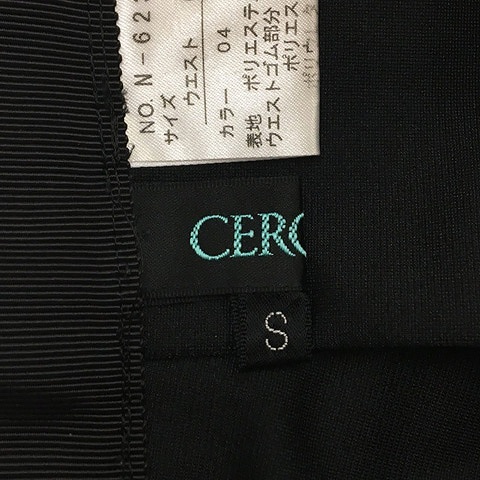 NO. N-62
サイズ
ウエスト
カラー 04
表地 ポリエステ
ウエストゴム部分
ポリエス
CERO
S